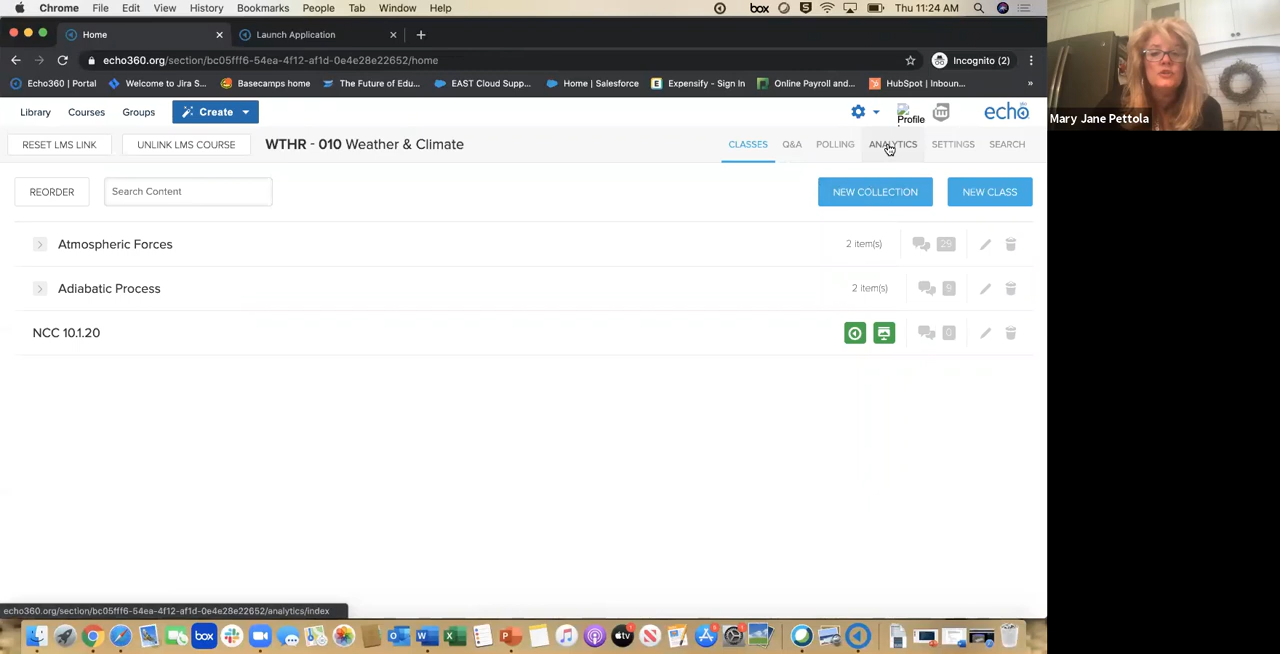 Chrome File Edit View History Bookmarks People Tab Window Help box Thu 11:24 AM
Home Launch Application
echo360.org/section/bc05fff6-54ea-4f12-af1d-0e4e28e22652/home Incognito (2)
Echo360 | Portal Welcome to Jira S... Basecamps home The Future of Edu... EAST Cloud Supp... Home | Salesforce Expensify - Sign In Online Payroll and... HubSpot | Inboun... »
Library Courses Groups Create Profile echo
Mary Jane Pettola
RESET LMS LINK UNLINK LMS COURSE WTHR - 010 Weather & Climate CLASSES Q&A POLLING ANALYTICS SETTINGS SEARCH
REORDER Search Content NEW COLLECTION NEW CLASS
Atmospheric Forces 2 item(s) 29
Adiabatic Process 2 item(s) 9
NCC 10.1.20 0
echo360.org/section/bc05fff6-54ea-4f12-af1d-0e4e28e22652/analytics/index
box tv